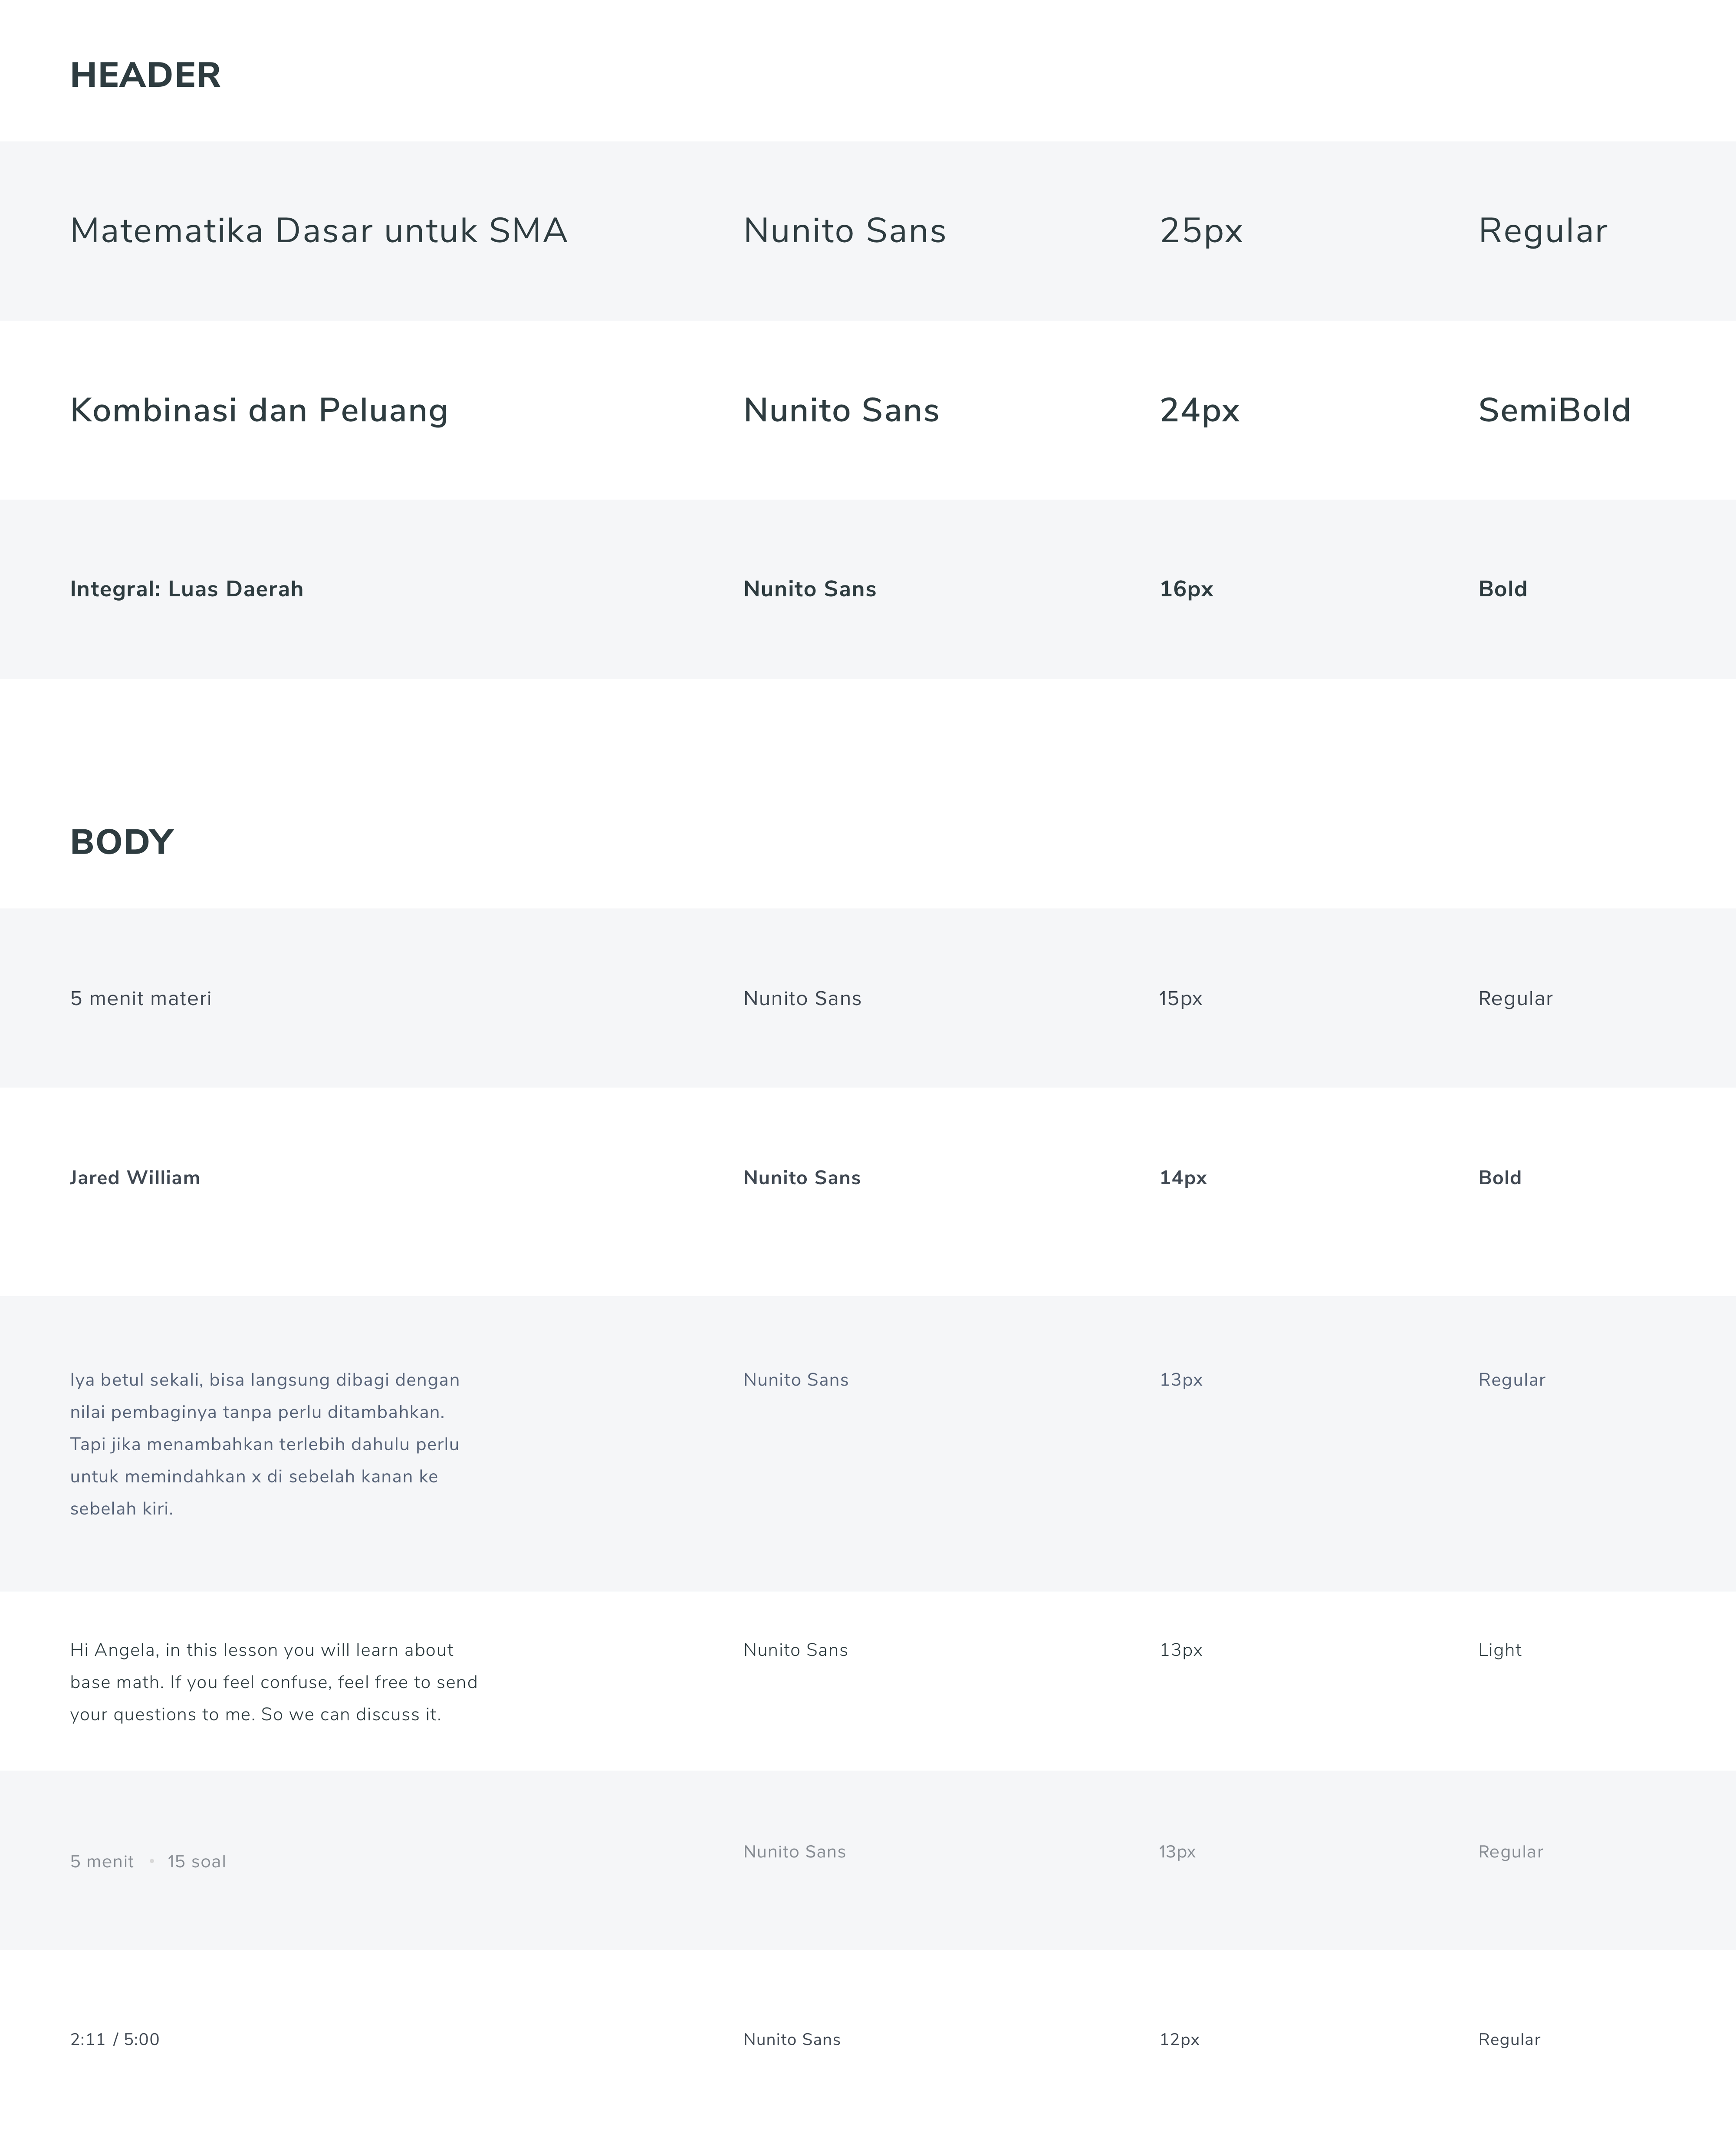 HEADER
Matematika Dasar untuk SMA Nunito Sans 25px Regular
Kombinasi dan Peluang Nunito Sans 24px SemiBold
Integral: Luas Daerah Nunito Sans 16px Bold
BODY
5 menit materi Nunito Sans 15px Regular
Jared William Nunito Sans 14px Bold
Iya betul sekali, bisa langsung dibagi dengan Nunito Sans 13px Regular
nilai pembaginya tanpa perlu ditambahkan.
Tapi jika menambahkan terlebih dahulu perlu
untuk memindahkan x di sebelah kanan ke
sebelah kiri.
Hi Angela, in this lesson you will learn about Nunito Sans 13px Light
base math. If you feel confuse, feel free to send
your questions to me. So we can discuss it.
5 menit • 15 soal Nunito Sans 13px Regular
2:11 / 5:00 Nunito Sans 12px Regular